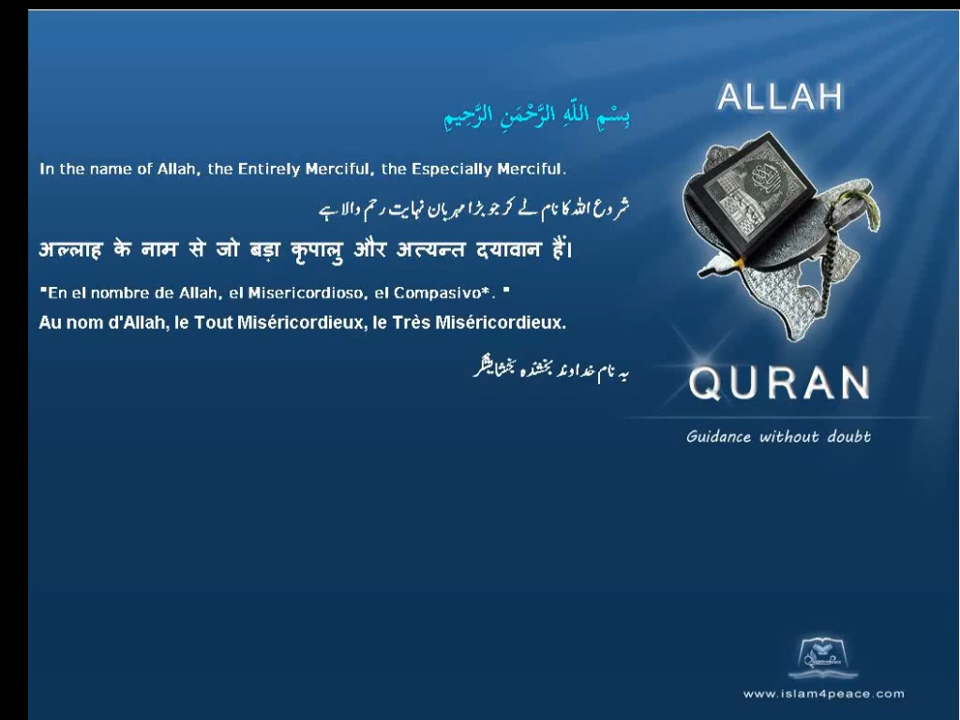 بِسْمِ اللَّهِ الرَّحْمَنِ الرَّحِيمِ
In the name of Allah, the Entirely Merciful, the Especially Merciful.
شروع اللہ کا نام لے کر جو بڑا مہربان نہایت رحم والا ہے
अल्लाह के नाम से जो बड़ा कृपालु और अत्यन्त दयावान हैं।
"En el nombre de Allah, el Misericordioso, el Compasivo*. "
Au nom d'Allah, le Tout Miséricordieux, le Très Miséricordieux.
به نام خداوند بخشنده بخشایشگر
ALLAH
QURAN
Guidance without doubt
www.islam4peace.com